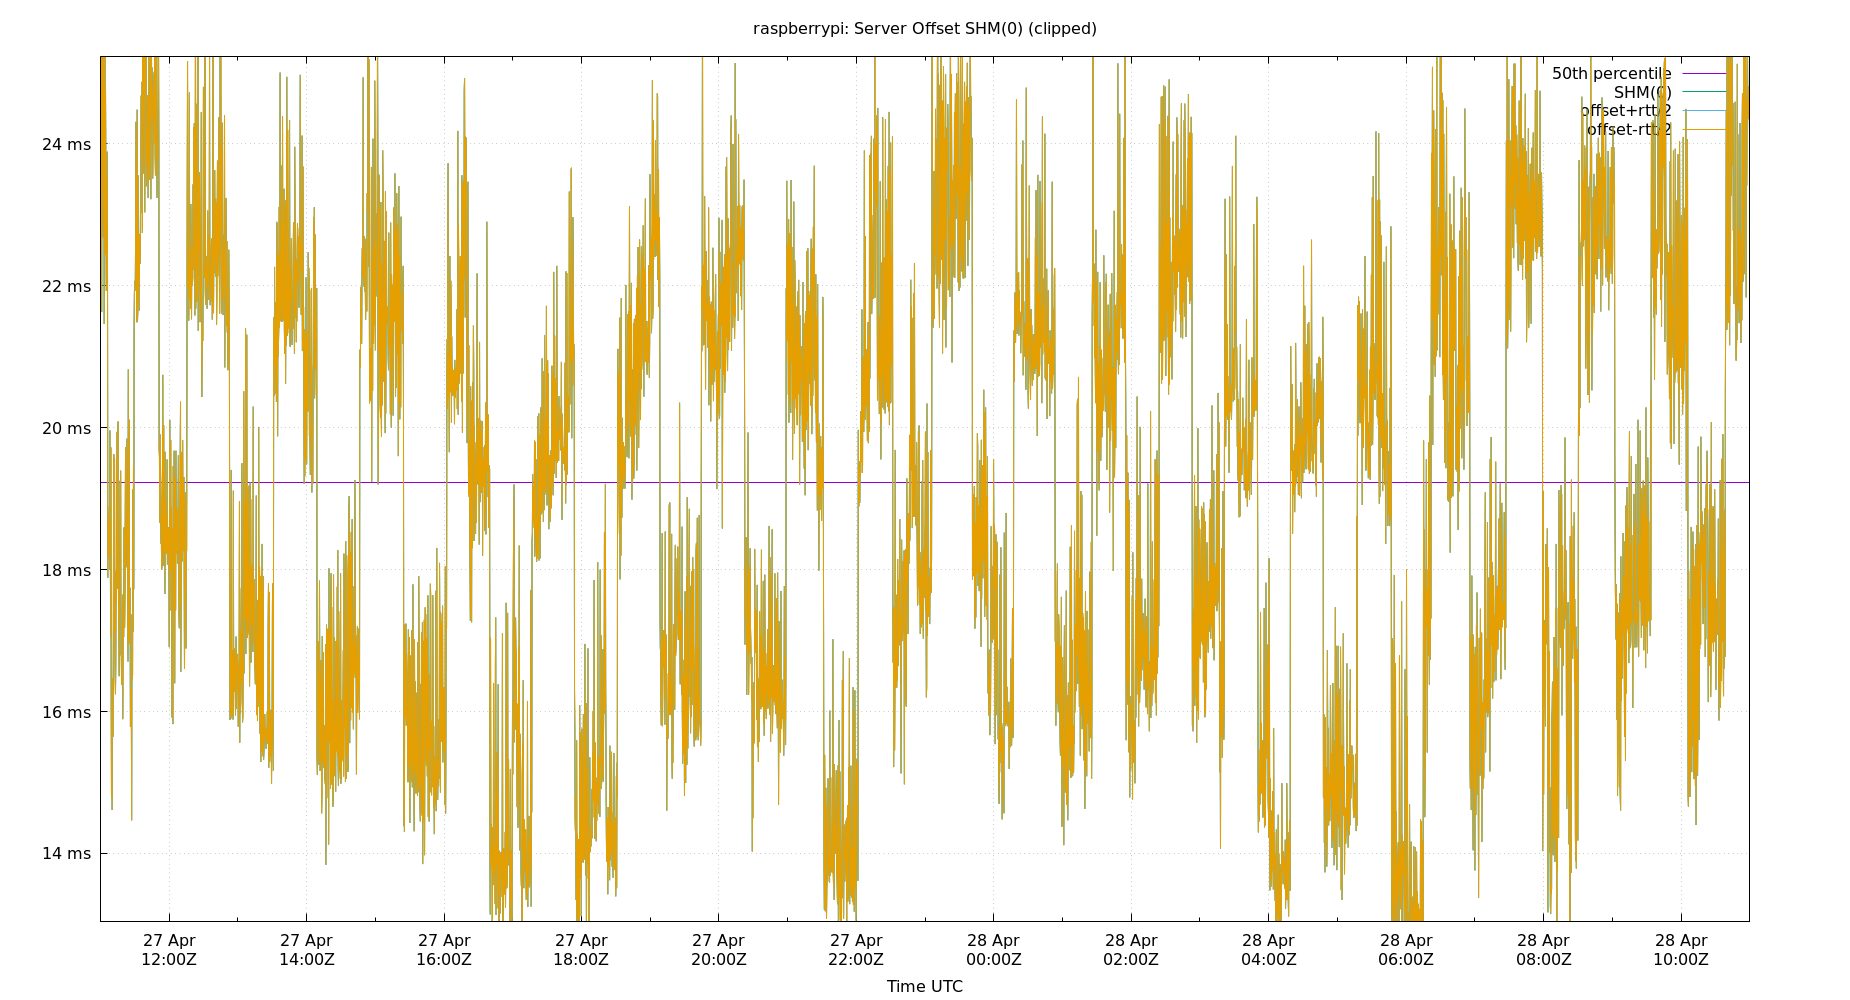 raspberrypi: Server Offset SHM(0) (clipped)
50th percentile
SHM(0)
offset+rtt/2
offset-rtt/2
24 ms
22 ms
20 ms
18 ms
16 ms
14 ms
27 Apr 27 Apr 27 Apr 27 Apr 27 Apr 27 Apr 28 Apr 28 Apr 28 Apr 28 Apr 28 Apr 28 Apr
12:00Z 14:00Z 16:00Z 18:00Z 20:00Z 22:00Z 00:00Z 02:00Z 04:00Z 06:00Z 08:00Z 10:00Z
Time UTC